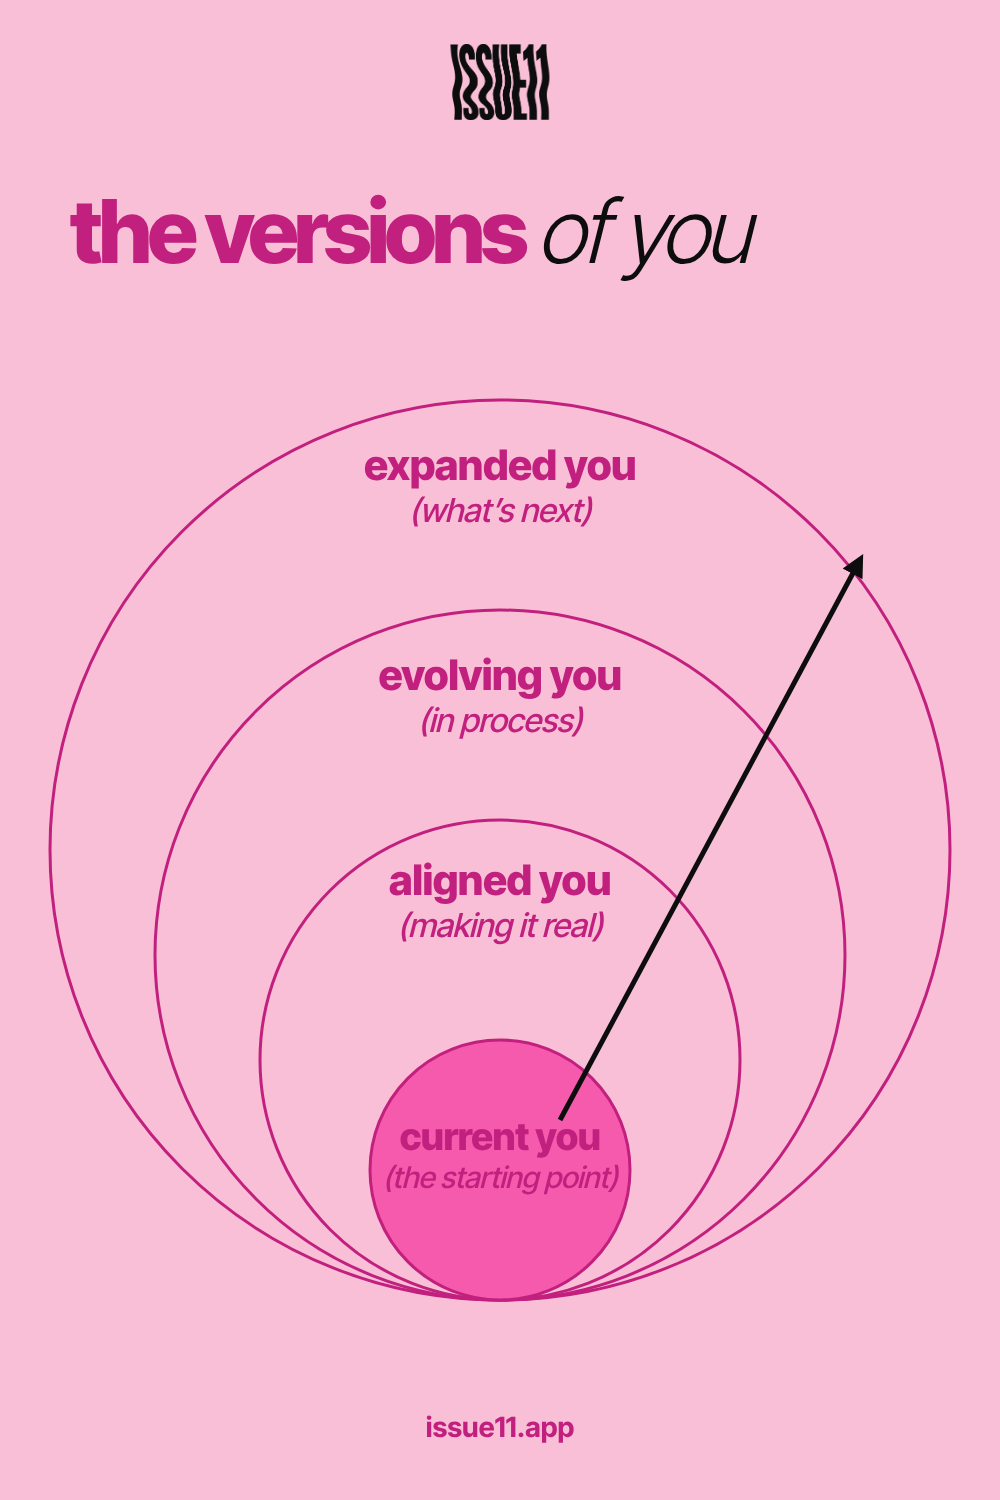 ISSUE11
the versions of you
expanded you
(what's next)
evolving you
(in process)
aligned you
(making it real)
current you
(the starting point)
issue11.app